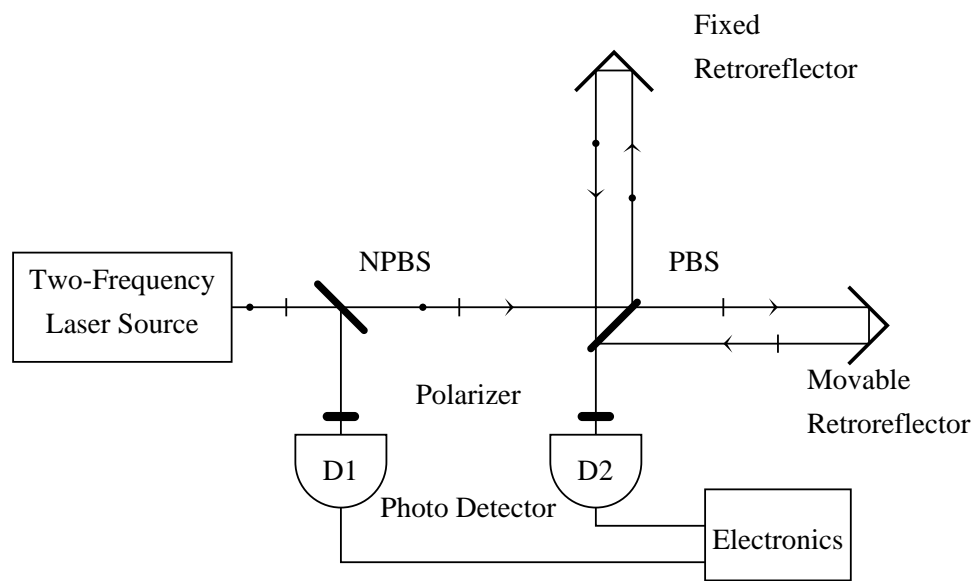 Fixed
Retroreflector
NPBS
PBS
Two-Frequency
Laser Source
Movable
Retroreflector
Polarizer
D1
D2
Photo Detector
Electronics